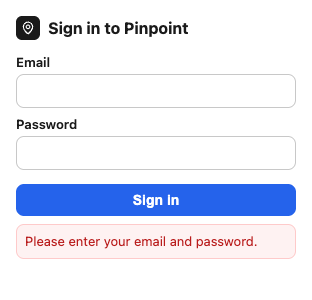 Sign in to Pinpoint
Email
Password
Sign In
Please enter your email and password.